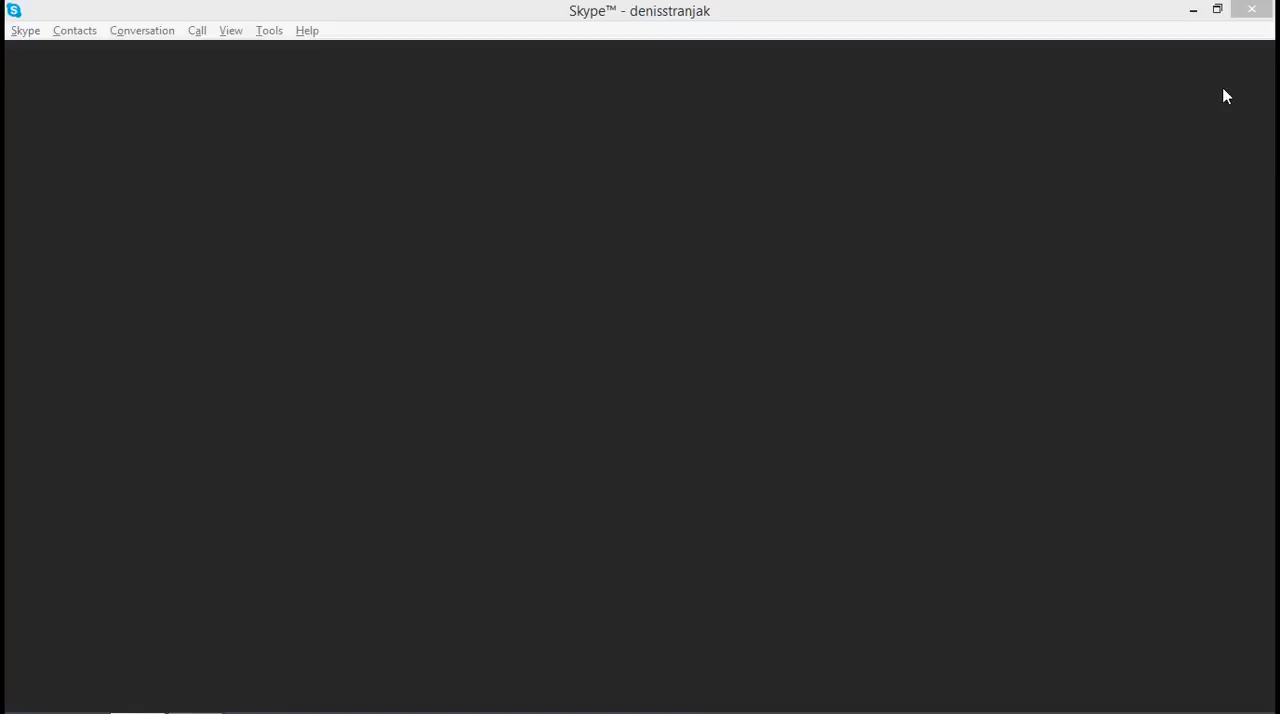 Skype™ - denisstranjak
Skype Contacts Conversation Call View Tools Help